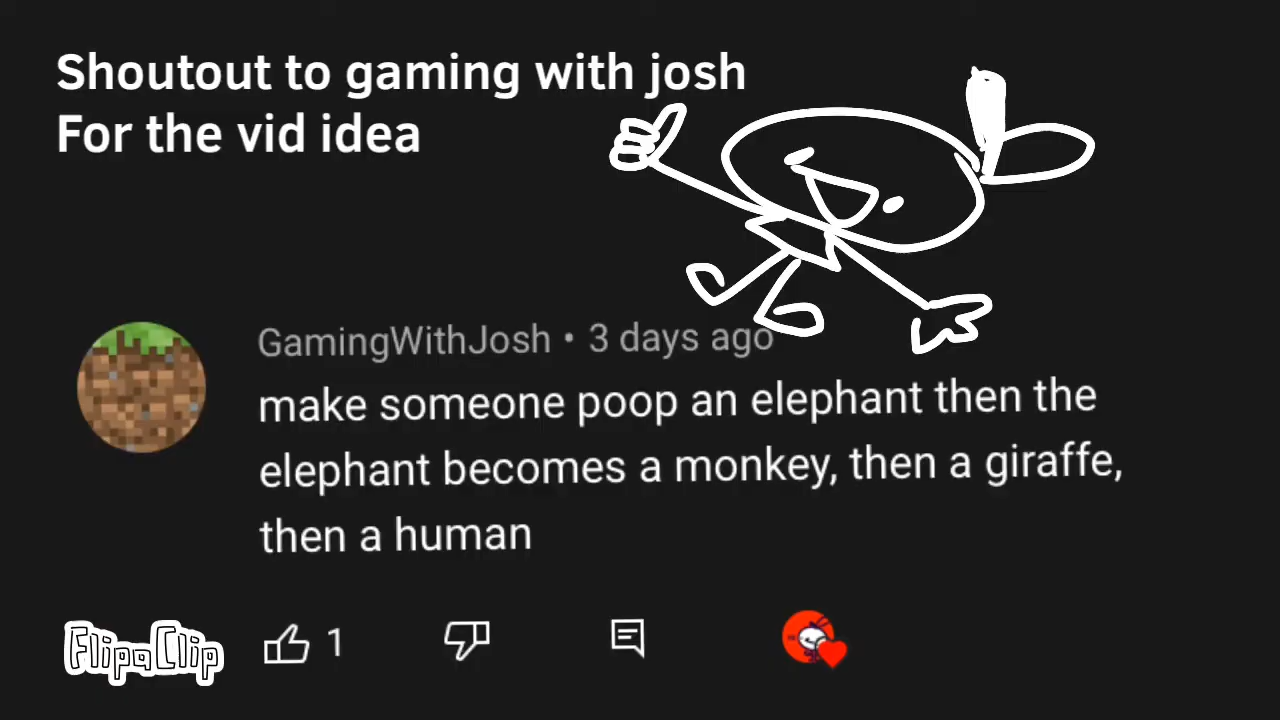 Shoutout to gaming with josh
For the vid idea
GamingWithJosh • 3 days ago
make someone poop an elephant then the
elephant becomes a monkey, then a giraffe,
then a human
FlipaClip
1